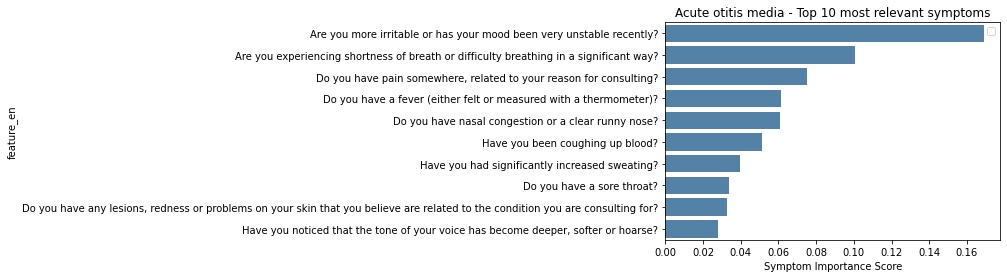 Acute otitis media - Top 10 most relevant symptoms
feature_en
Are you more irritable or has your mood been very unstable recently?
Are you experiencing shortness of breath or difficulty breathing in a significant way?
Do you have pain somewhere, related to your reason for consulting?
Do you have a fever (either felt or measured with a thermometer)?
Do you have nasal congestion or a clear runny nose?
Have you been coughing up blood?
Have you had significantly increased sweating?
Do you have a sore throat?
Do you have any lesions, redness or problems on your skin that you believe are related to the condition you are consulting for?
Have you noticed that the tone of your voice has become deeper, softer or hoarse?
0.00 0.02 0.04 0.06 0.08 0.10 0.12 0.14 0.16
Symptom Importance Score